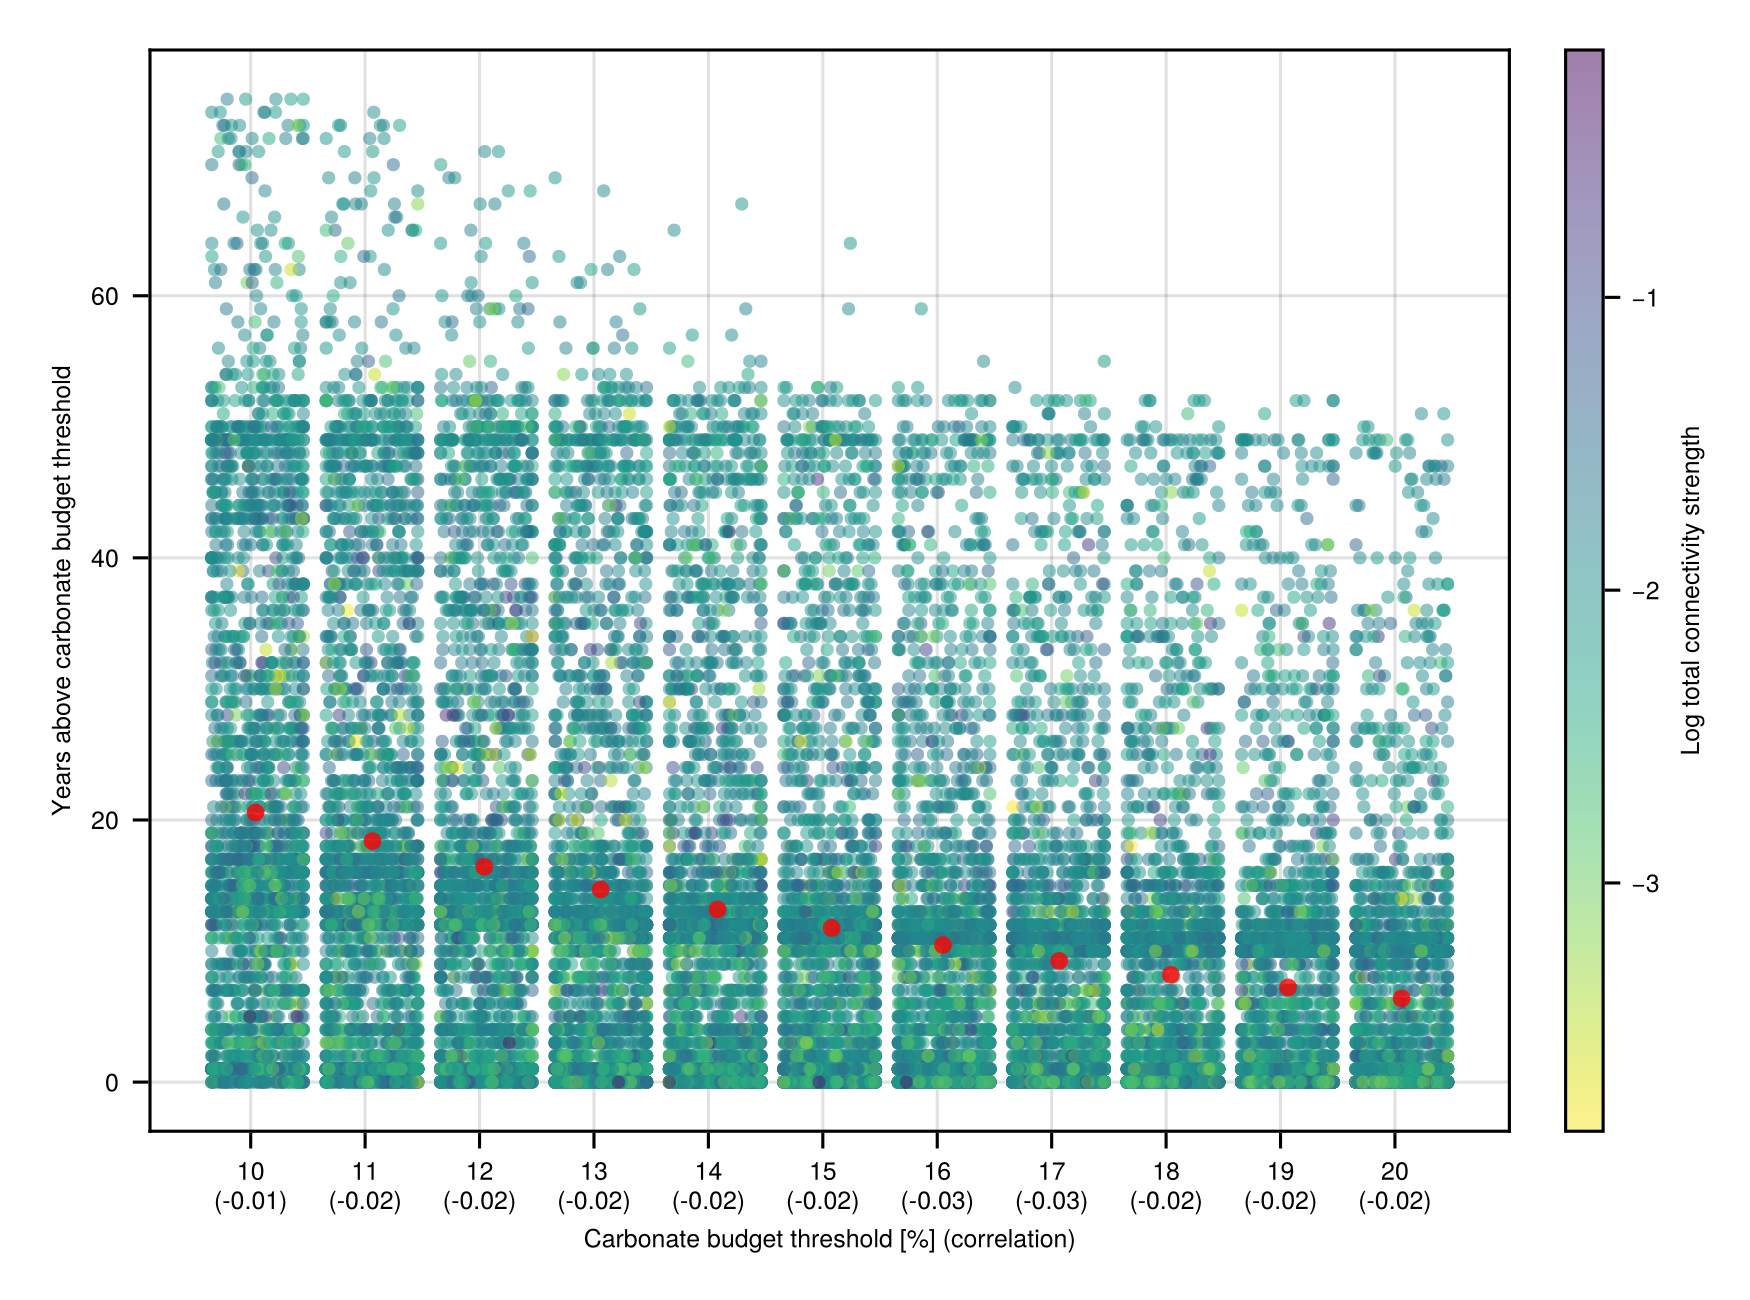 Years above carbonate budget threshold
60
40
20
0
10 11 12 13 14 15 16 17 18 19 20
(-0.01) (-0.02) (-0.02) (-0.02) (-0.02) (-0.02) (-0.03) (-0.03) (-0.02) (-0.02) (-0.02)
Carbonate budget threshold [%] (correlation)
−1
−2
−3
Log total connectivity strength